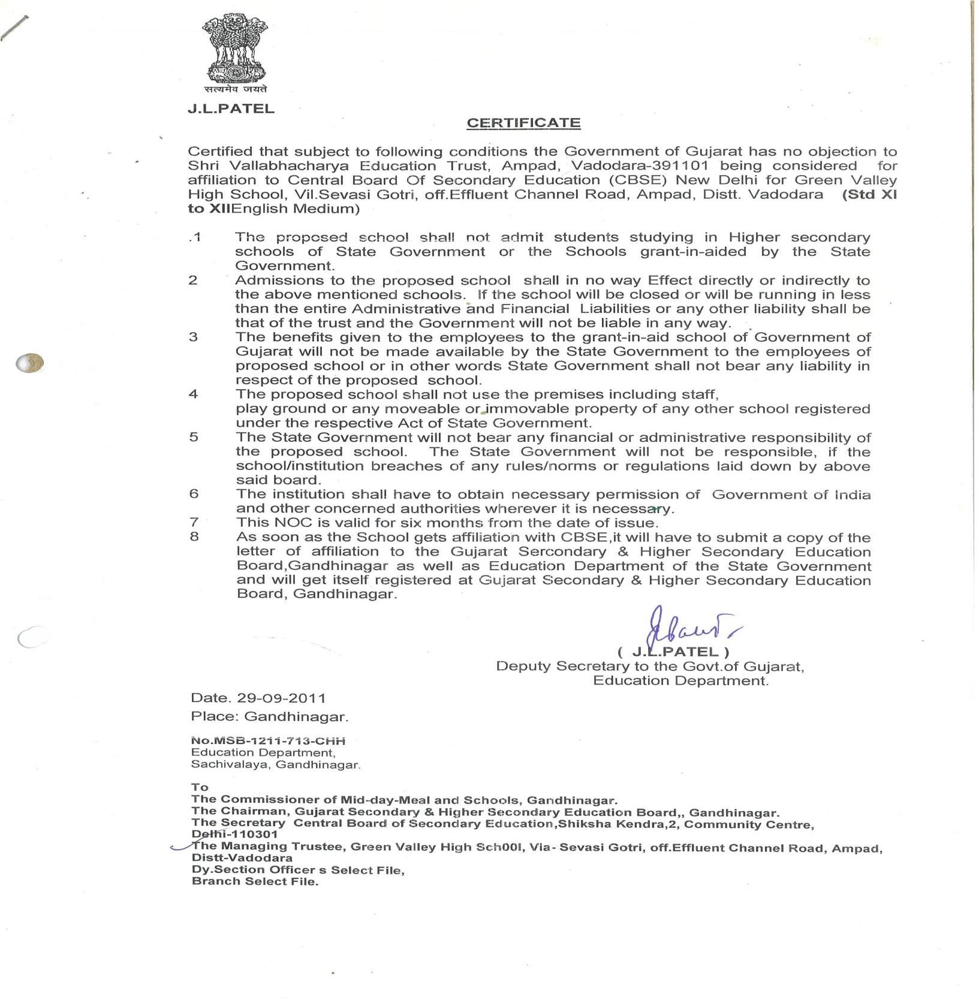 सत्यमेव जयते
J.L.PATEL
CERTIFICATE
Certified that subject to following conditions the Government of Gujarat has no objection to
Shri Vallabhacharya Education Trust, Ampad, Vadodara-391101 being considered for
affiliation to Central Board Of Secondary Education (CBSE) New Delhi for Green Valley
High School, Vil.Sevasi Gotri, off.Effluent Channel Road, Ampad, Distt. Vadodara (Std XI
to XIIEnglish Medium)
.1 The proposed school shall not admit students studying in Higher secondary
schools of State Government or the Schools grant-in-aided by the State
Government.
2 Admissions to the proposed school shall in no way Effect directly or indirectly to
the above mentioned schools. If the school will be closed or will be running in less
than the entire Administrative and Financial Liabilities or any other liability shall be
that of the trust and the Government will not be liable in any way.
3 The benefits given to the employees to the grant-in-aid school of Government of
Gujarat will not be made available by the State Government to the employees of
proposed school or in other words State Government shall not bear any liability in
respect of the proposed school.
4 The proposed school shall not use the premises including staff,
play ground or any moveable or immovable property of any other school registered
under the respective Act of State Government.
5 The State Government will not bear any financial or administrative responsibility of
the proposed school. The State Government will not be responsible, if the
school/institution breaches of any rules/norms or regulations laid down by above
said board.
6 The institution shall have to obtain necessary permission of Government of India
and other concerned authorities wherever it is necessary.
7 This NOC is valid for six months from the date of issue.
8 As soon as the School gets affiliation with CBSE,it will have to submit a copy of the
letter of affiliation to the Gujarat Sercondary & Higher Secondary Education
Board,Gandhinagar as well as Education Department of the State Government
and will get itself registered at Gujarat Secondary & Higher Secondary Education
Board, Gandhinagar.
( J.L.PATEL )
Deputy Secretary to the Govt.of Gujarat,
Education Department.
Date. 29-09-2011
Place: Gandhinagar.
No.MSB-1211-713-CHH
Education Department,
Sachivalaya, Gandhinagar.
To
The Commissioner of Mid-day-Meal and Schools, Gandhinagar.
The Chairman, Gujarat Secondary & Higher Secondary Education Board,, Gandhinagar.
The Secretary Central Board of Secondary Education,Shiksha Kendra,2, Community Centre,
Delhi-110301
The Managing Trustee, Green Valley High Sch00l, Via- Sevasi Gotri, off.Effluent Channel Road, Ampad,
Distt-Vadodara
Dy.Section Officer s Select File,
Branch Select File.